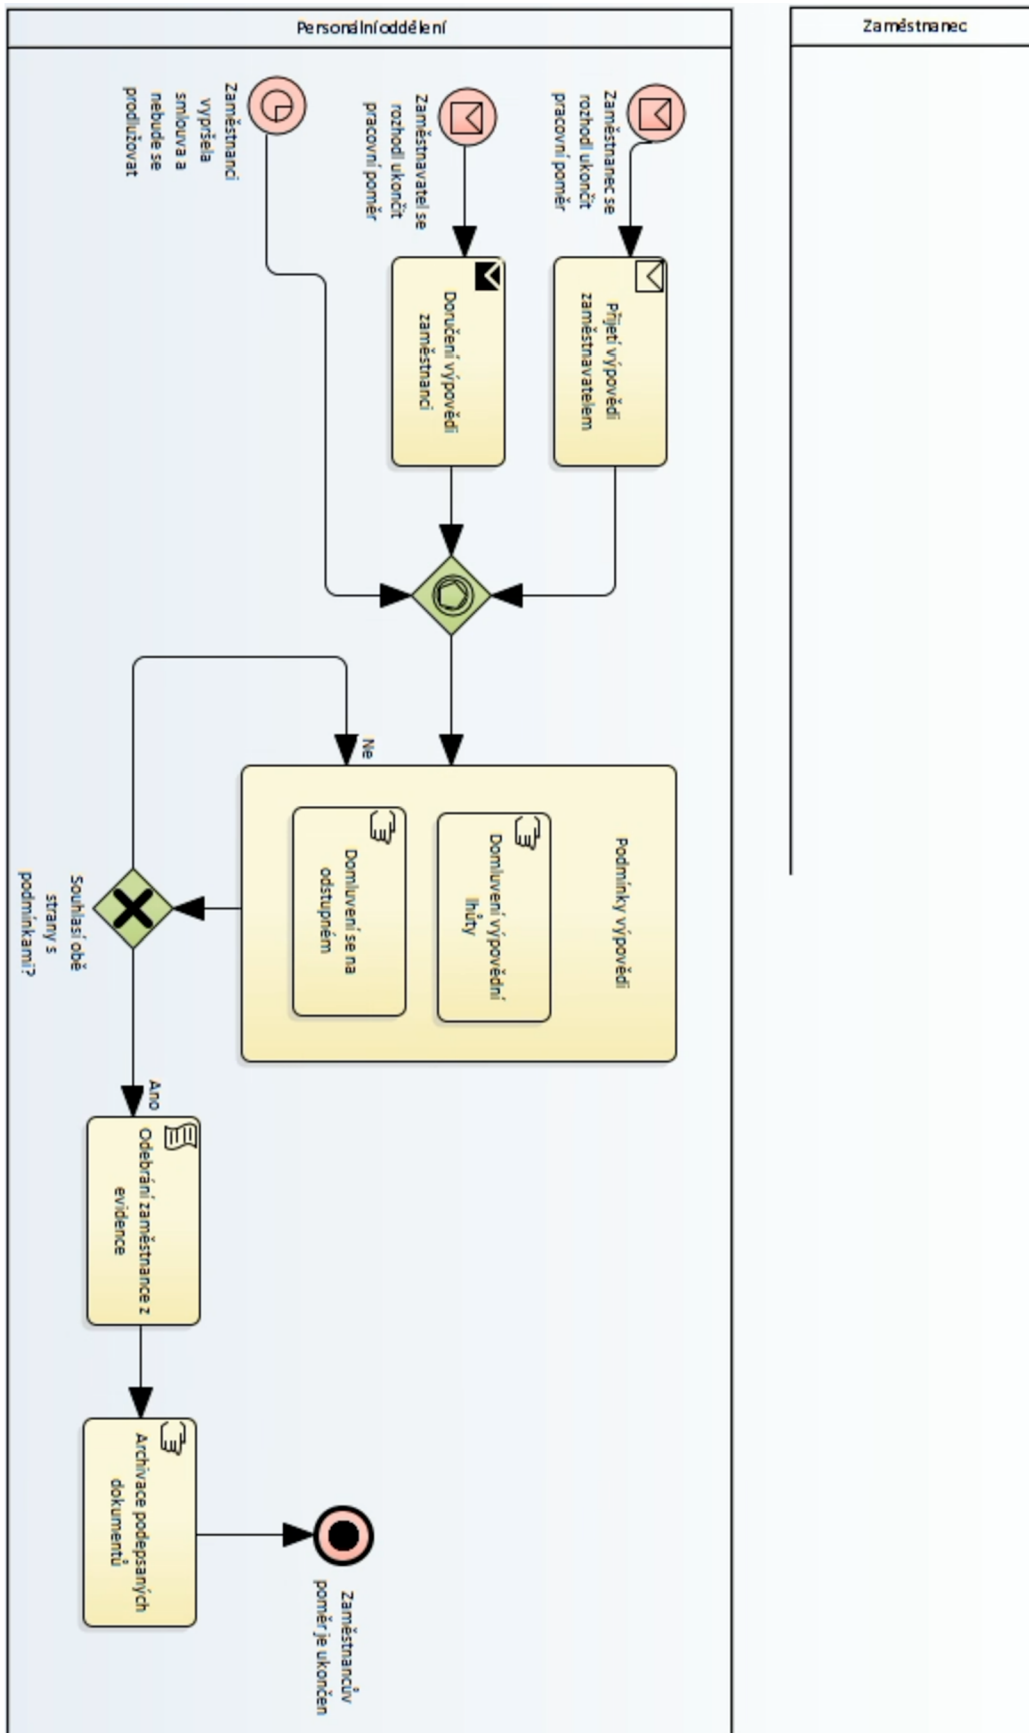 Personální oddělení
Zaměstnanec
Zaměstnanec se
rozhodl ukončit
pracovní poměr
Zaměstnavatel se
rozhodl ukončit
pracovní poměr
Zaměstnanci
vypršela
smlouva a
nebude se
prodlužovat
Přijetí výpovědi
zaměstnavatelem
Doručení výpovědi
zaměstnanci
Podmínky výpovědi
Domluvení výpovědní
lhůty
Domluvení se na
odstupném
Ne
Souhlasí obě
strany s
podmínkami?
Ano
Odebrání zaměstnance z
evidence
Archivace podepsaných
dokumentů
Zaměstnancův
poměr je ukončen